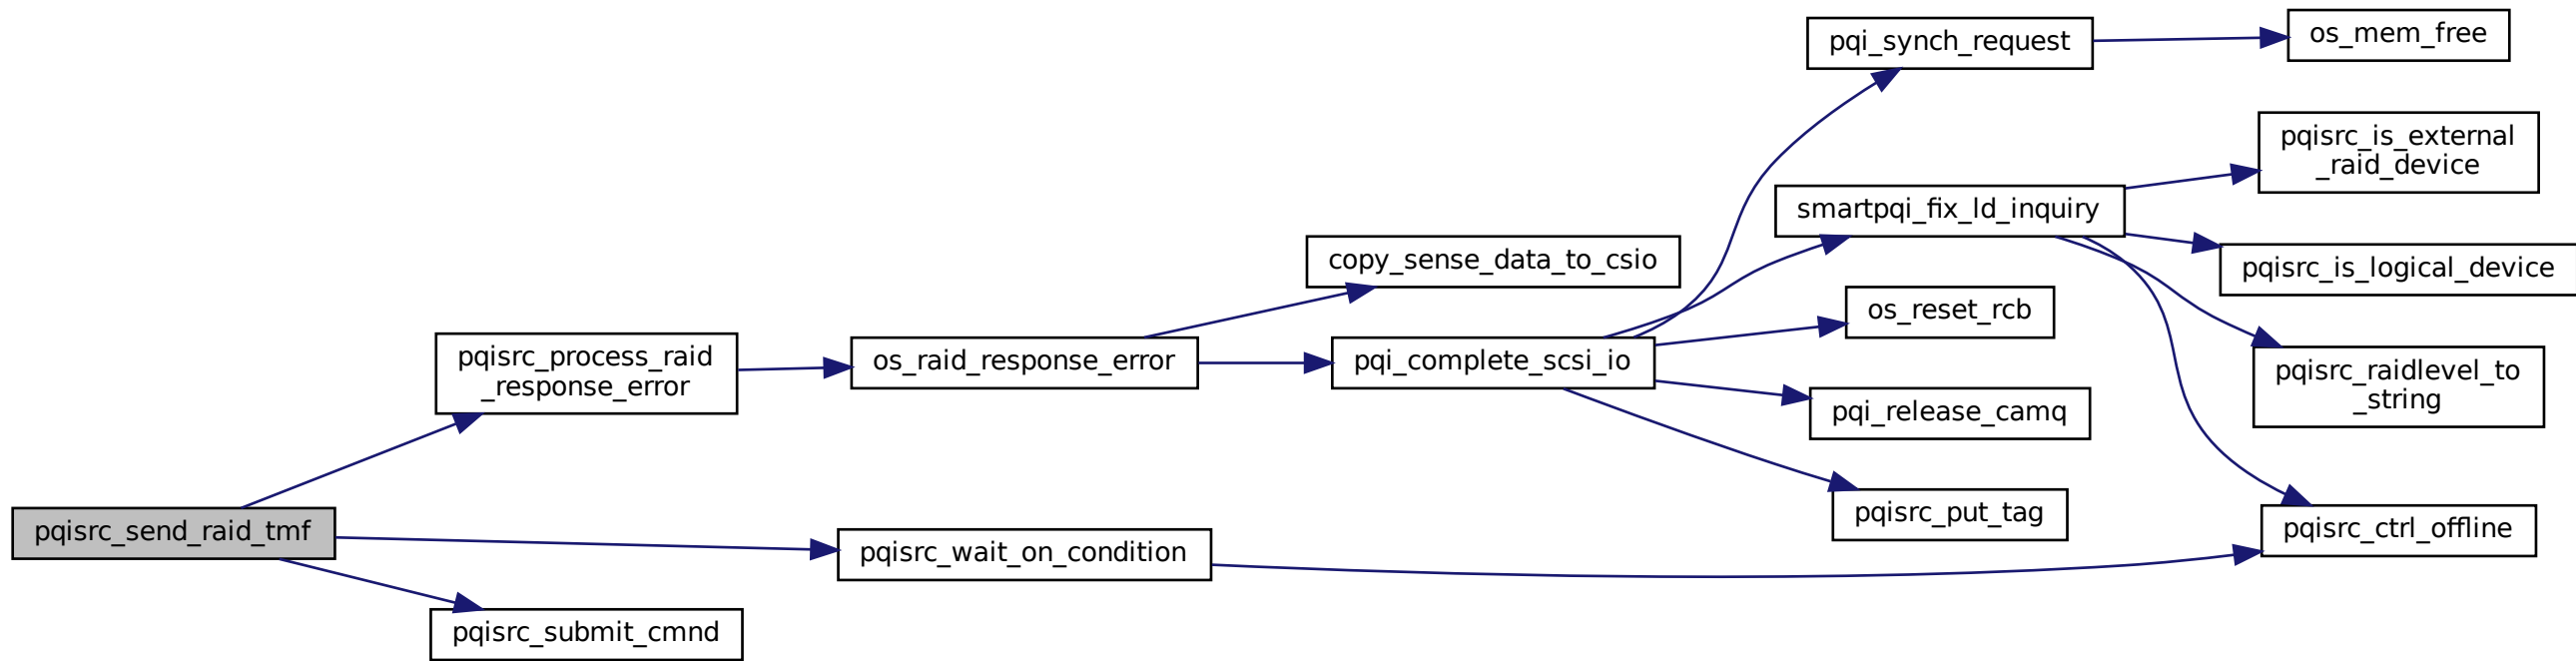 pqisrc_send_raid_tmf
pqisrc_process_raid
_response_error
os_raid_response_error
copy_sense_data_to_csio
pqi_complete_scsi_io
pqi_synch_request
os_mem_free
smartpqi_fix_ld_inquiry
pqisrc_is_external
_raid_device
pqisrc_is_logical_device
pqisrc_raidlevel_to
_string
pqisrc_ctrl_offline
os_reset_rcb
pqi_release_camq
pqisrc_put_tag
pqisrc_wait_on_condition
pqisrc_submit_cmnd